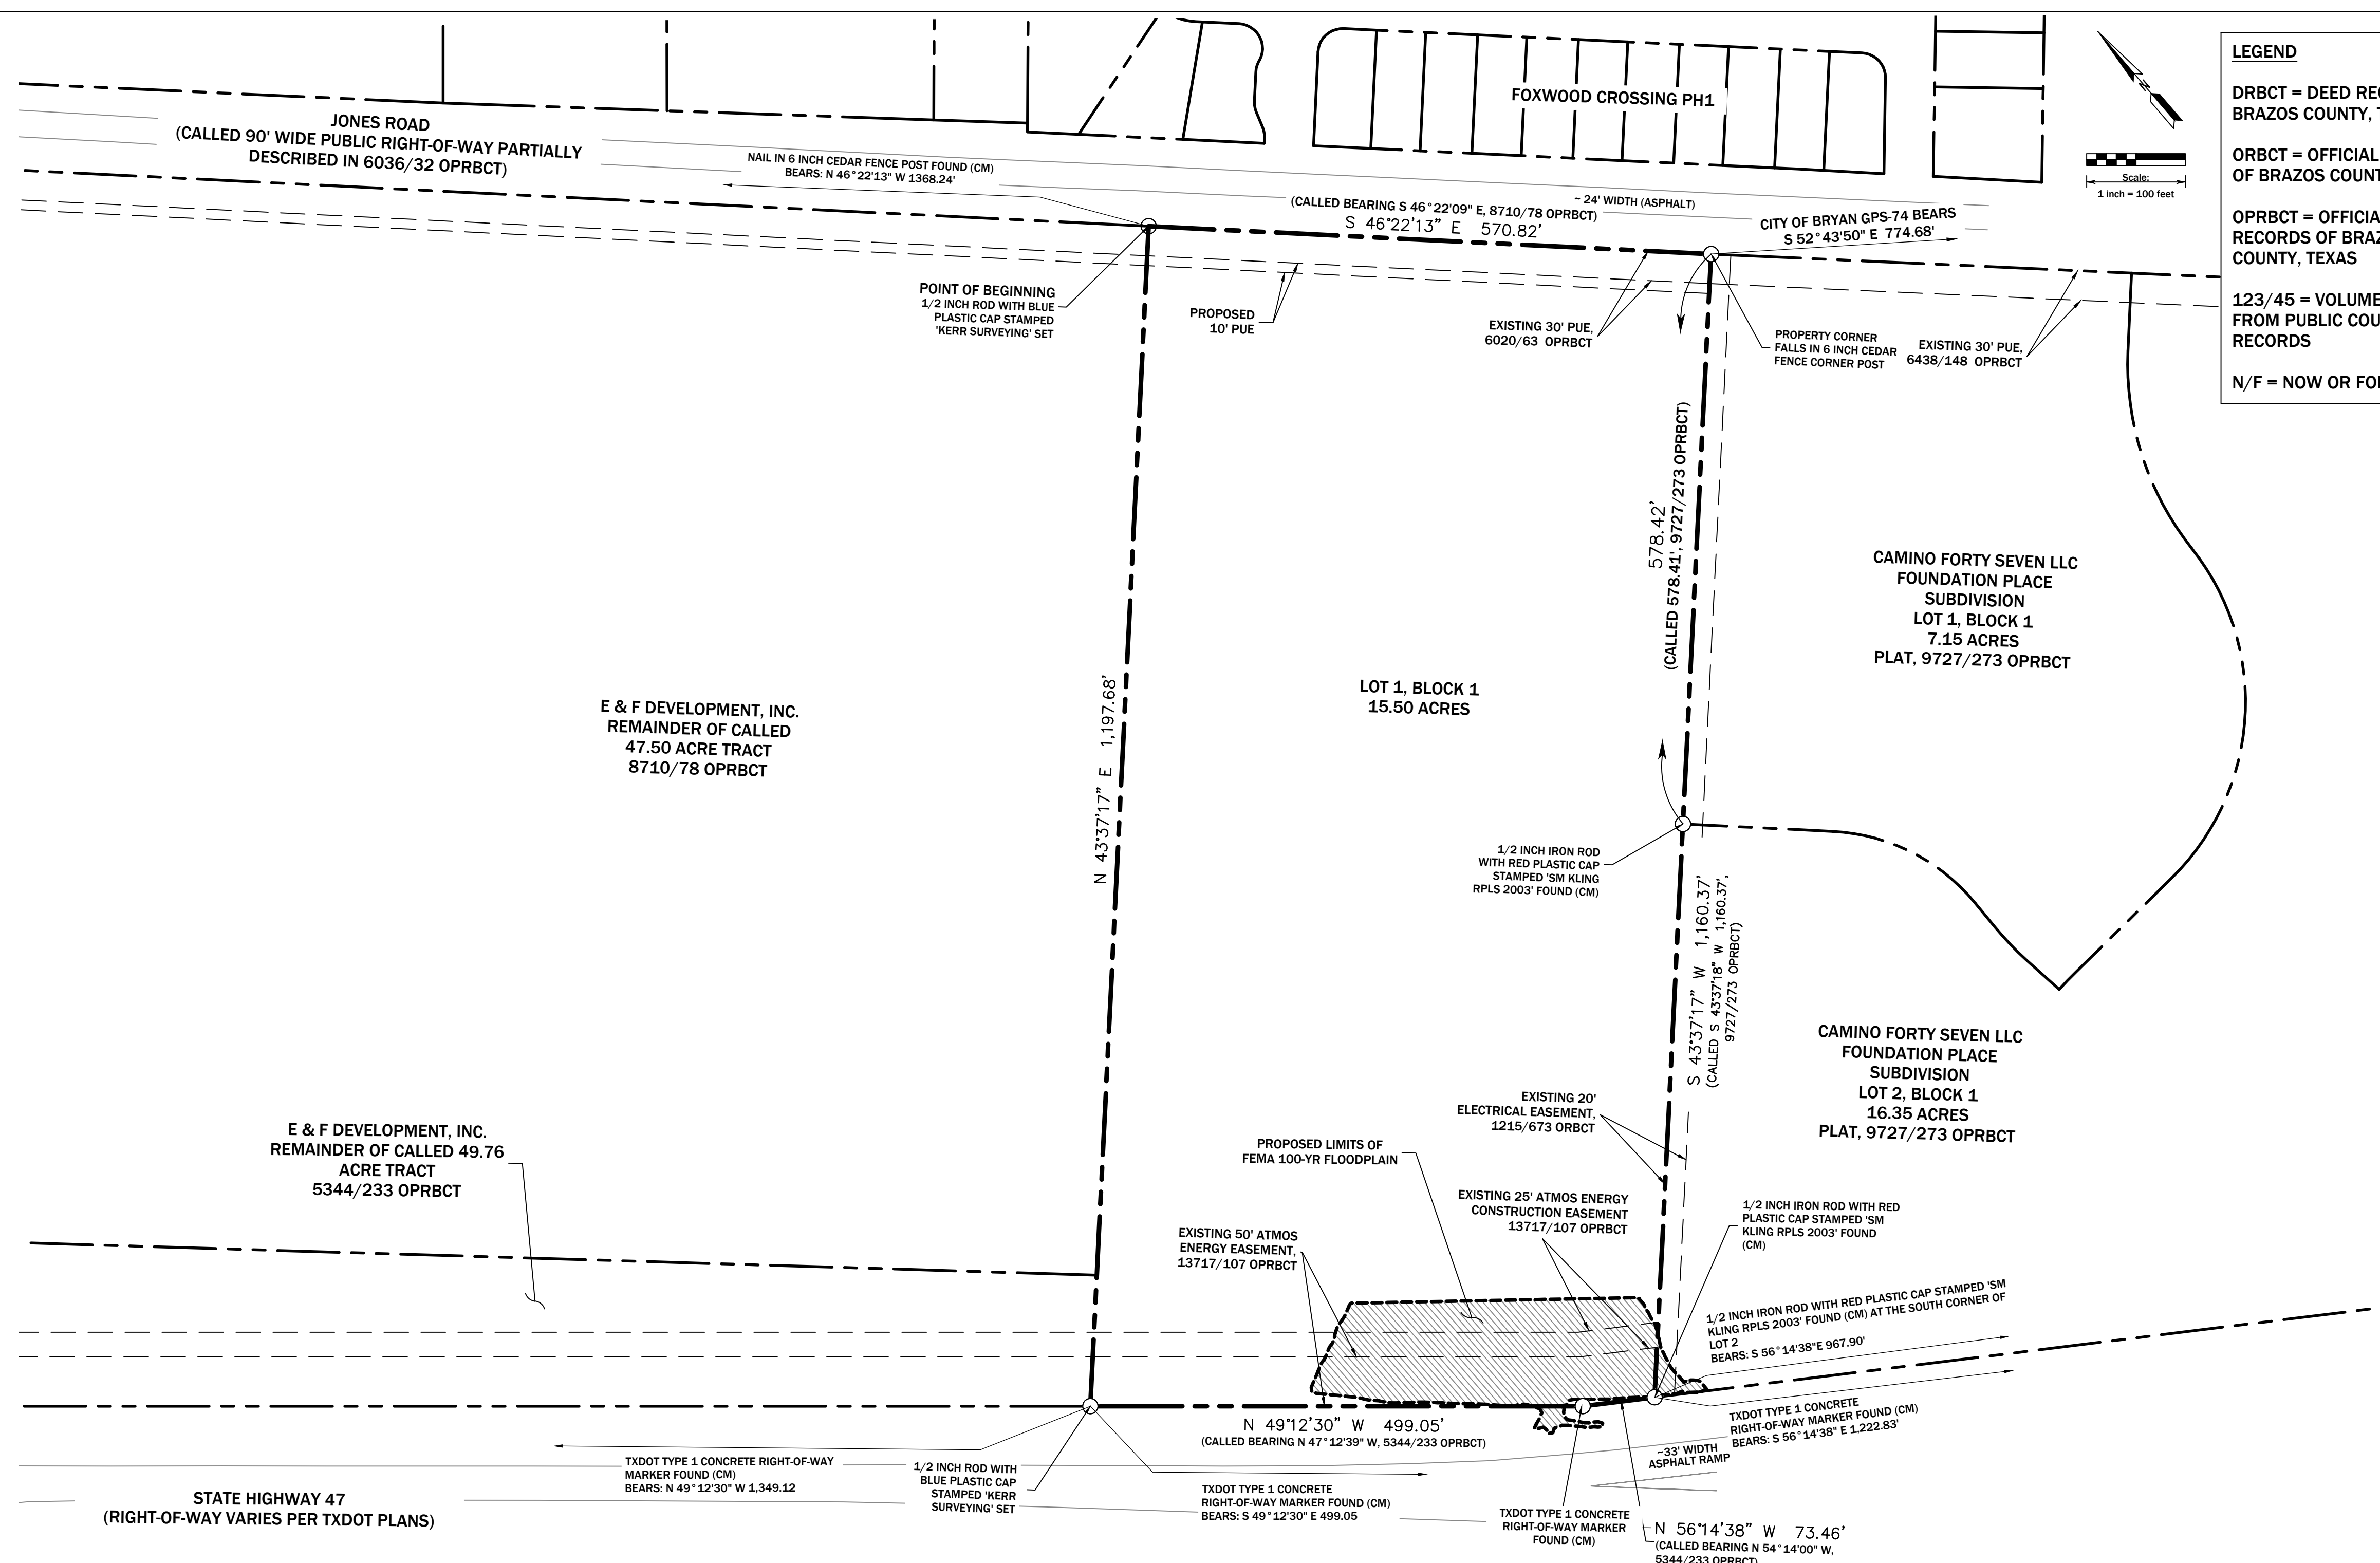 JONES ROAD
(CALLED 90' WIDE PUBLIC RIGHT-OF-WAY PARTIALLY
DESCRIBED IN 6036/32 OPRBCT)
NAIL IN 6 INCH CEDAR FENCE POST FOUND (CM)
BEARS: N 46°22'13" W 1368.24'
FOXWOOD CROSSING PH1
(CALLED BEARING S 46°22'09" E, 8710/78 OPRBCT)
S 46°22'13" E 570.82'
~ 24' WIDTH (ASPHALT)
CITY OF BRYAN GPS-74 BEARS
S 52°43'50" E 774.68'
N
Scale:
1 inch = 100 feet
LEGEND
DRBCT = DEED
BRAZOS COUNTY,
ORBCT = OFFICIAL
OF BRAZOS
OPRBCT =
RECORDS OF
COUNTY, TEXAS
123/45 =
FROM PUBLIC
RECORDS
N/F = NOW OR
POINT OF BEGINNING
1/2 INCH ROD WITH BLUE
PLASTIC CAP STAMPED
'KERR SURVEYING' SET
PROPOSED
10' PUE
EXISTING 30' PUE,
6020/63 OPRBCT
PROPERTY CORNER
FALLS IN 6 INCH CEDAR
FENCE CORNER POST
EXISTING 30' PUE,
6438/148 OPRBCT
578.42'
(CALLED 578.41', 9727/273 OPRBCT)
CAMINO FORTY SEVEN LLC
FOUNDATION PLACE
SUBDIVISION
LOT 1, BLOCK 1
7.15 ACRES
PLAT, 9727/273 OPRBCT
E & F DEVELOPMENT, INC.
REMAINDER OF CALLED
47.50 ACRE TRACT
8710/78 OPRBCT
N 43°37'17" E 1,197.68'
LOT 1, BLOCK 1
15.50 ACRES
1/2 INCH IRON ROD
WITH RED PLASTIC CAP
STAMPED 'SM KLING
RPLS 2003' FOUND (CM)
S 43°37'17" W 1,160.37'
(CALLED S 43°37'18" W 1,160.37',
9727/273 OPRBCT)
CAMINO FORTY SEVEN LLC
FOUNDATION PLACE
SUBDIVISION
LOT 2, BLOCK 1
16.35 ACRES
PLAT, 9727/273 OPRBCT
EXISTING 20'
ELECTRICAL EASEMENT,
1215/673 ORBCT
E & F DEVELOPMENT, INC.
REMAINDER OF CALLED 49.76
ACRE TRACT
5344/233 OPRBCT
PROPOSED LIMITS OF
FEMA 100-YR FLOODPLAIN
EXISTING 25' ATMOS ENERGY
CONSTRUCTION EASEMENT
13717/107 OPRBCT
EXISTING 50' ATMOS
ENERGY EASEMENT,
13717/107 OPRBCT
1/2 INCH IRON ROD WITH RED
PLASTIC CAP STAMPED 'SM
KLING RPLS 2003' FOUND
(CM)
1/2 INCH IRON ROD WITH RED PLASTIC CAP STAMPED 'SM
KLING RPLS 2003' FOUND (CM) AT THE SOUTH CORNER OF
LOT 2
BEARS: S 56°14'38"E 967.90'
TXDOT TYPE 1 CONCRETE
RIGHT-OF-WAY MARKER FOUND (CM)
BEARS: S 56°14'38" E 1,222.83'
~33' WIDTH
ASPHALT RAMP
N 49°12'30" W 499.05'
(CALLED BEARING N 47°12'39" W, 5344/233 OPRBCT)
TXDOT TYPE 1 CONCRETE RIGHT-OF-WAY
MARKER FOUND (CM)
BEARS: N 49°12'30" W 1,349.12
1/2 INCH ROD WITH
BLUE PLASTIC CAP
STAMPED 'KERR
SURVEYING' SET
TXDOT TYPE 1 CONCRETE
RIGHT-OF-WAY MARKER FOUND (CM)
BEARS: S 49°12'30" E 499.05
STATE HIGHWAY 47
(RIGHT-OF-WAY VARIES PER TXDOT PLANS)
TXDOT TYPE 1 CONCRETE
RIGHT-OF-WAY MARKER
FOUND (CM)
N 56°14'38" W 73.46'
(CALLED BEARING N 54°14'00" W,
5344/233 OPRBCT)